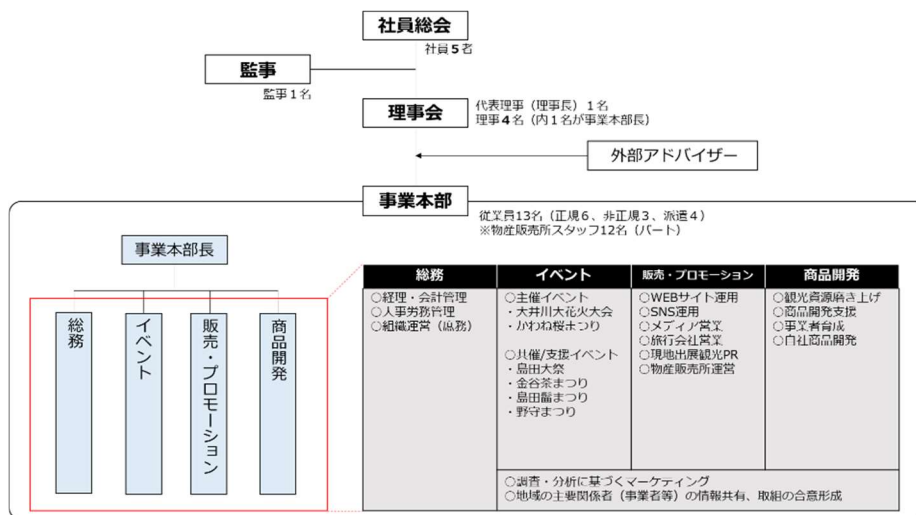 社員総会
社員5者
監事
監事1名
理事会
代表理事(理事長)1名
理事4名(内1名が事業本部長)
外部アドバイザー
事業本部
従業員13名(正規6、非正規3、派遣4)
※物産販売所スタッフ12名(パート)
事業本部長
総務
イベント
販売・プロモーション
商品開発
総務
○経理・会計管理
○人事労務管理
○組織運営(庶務)
イベント
○主催イベント
・大井川大花火大会
・かわね桜まつり
○共催/支援イベント
・島田大祭
・金谷茶まつり
・島田髷まつり
・野守まつり
販売・プロモーション
○WEBサイト運用
○SNS運用
○メディア営業
○旅行会社営業
○現地出展観光PR
○物産販売所運営
商品開発
○観光資源磨き上げ
○商品開発支援
○事業者育成
○自社商品開発
○調査・分析に基づくマーケティング
○地域の主要関係者(事業者等)の情報共有、取組の合意形成